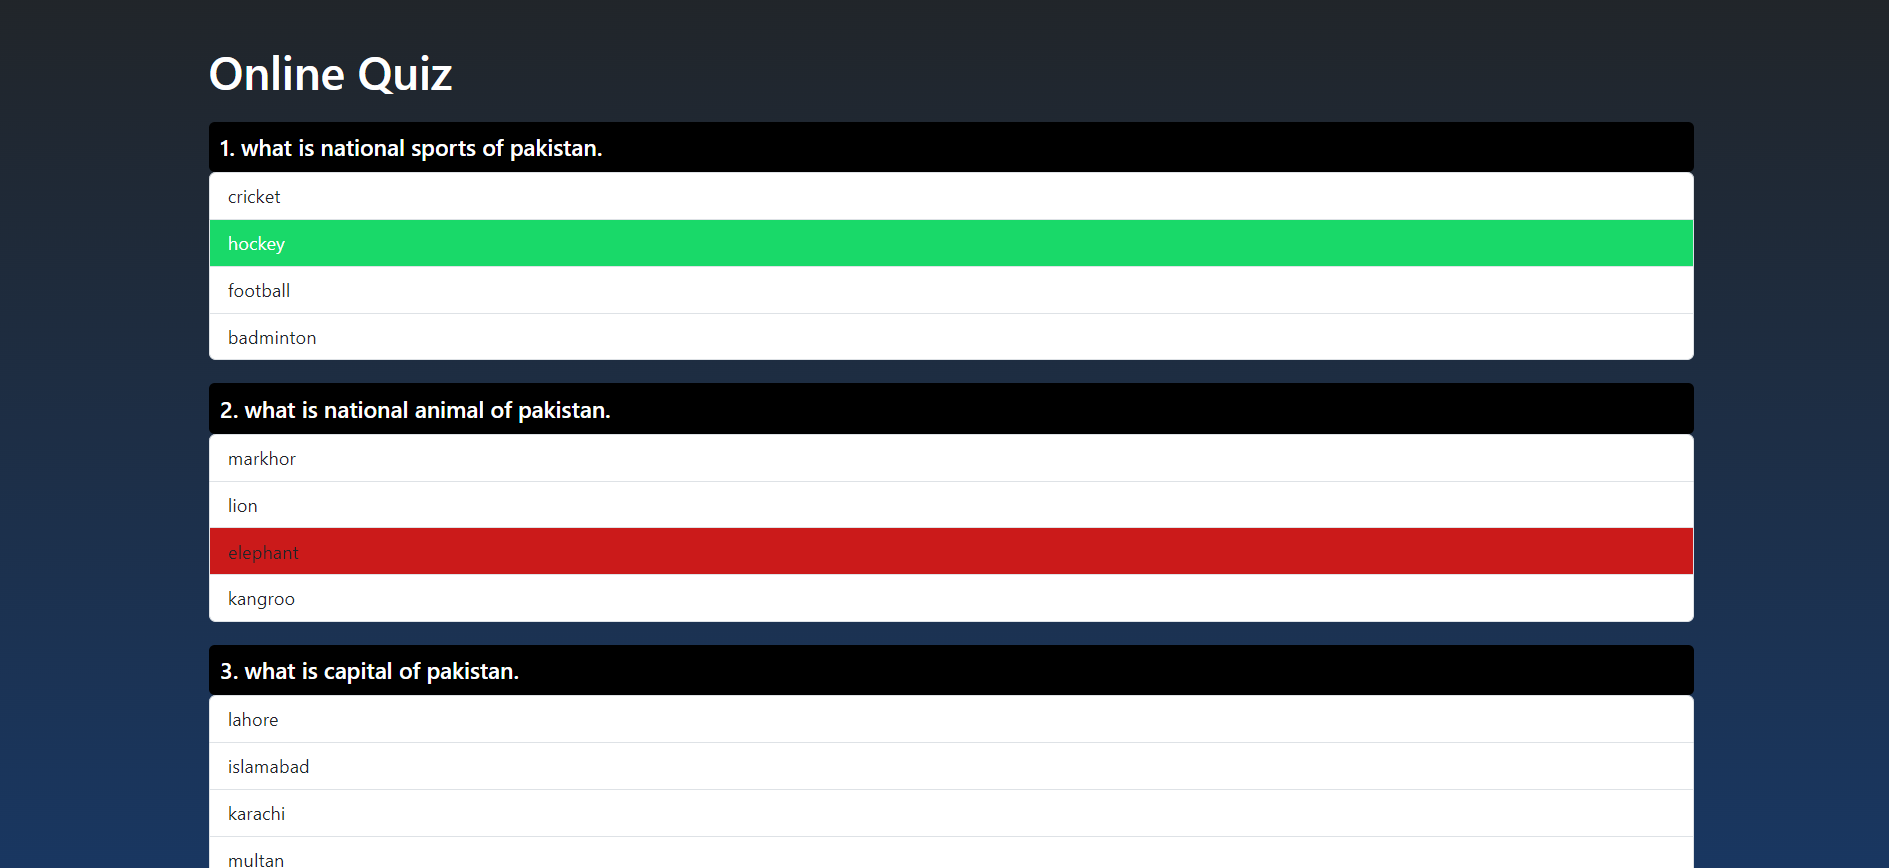 Online Quiz
1. what is national sports of pakistan.
cricket
hockey
football
badminton
2. what is national animal of pakistan.
markhor
lion
elephant
kangroo
3. what is capital of pakistan.
lahore
islamabad
karachi
multan